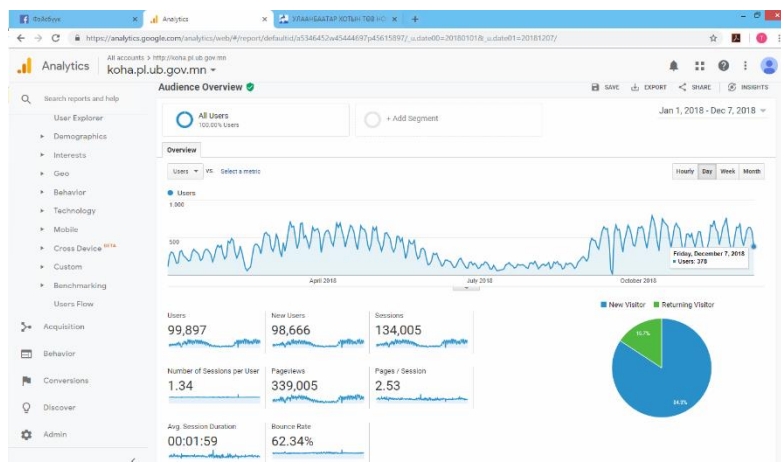 Фэйсбүүк
Analytics
УЛААНБААТАР ХОТЫН ТӨВ НОМ
https://analytics.google.com/analytics/web/#/report/defaultid/a5346452w45444697p45615897/_u.date00=20180101&_u.date01=20181207/
Analytics
All accounts > http://koha.pl.ub.gov.mn
koha.pl.ub.gov.mn
Search reports and help
Audience Overview
SAVE
EXPORT
SHARE
INSIGHTS
User Explorer
Demographics
Interests
Geo
Behavior
Technology
Mobile
Cross Device BETA
Custom
Benchmarking
Users Flow
Acquisition
Behavior
Conversions
Discover
Admin
All Users
100.00% Users
+ Add Segment
Jan 1, 2018 - Dec 7, 2018
Overview
Users VS. Select a metric
Hourly Day Week Month
Users
1,000
500
April 2018 July 2018 October 2018
Friday, December 7, 2018
Users: 378
New Visitor Returning Visitor
Users New Users Sessions
99,897 98,666 134,005
Number of Sessions per User Pageviews Pages / Session
1.34 339,005 2.53
Avg. Session Duration Bounce Rate
00:01:59 62.34%